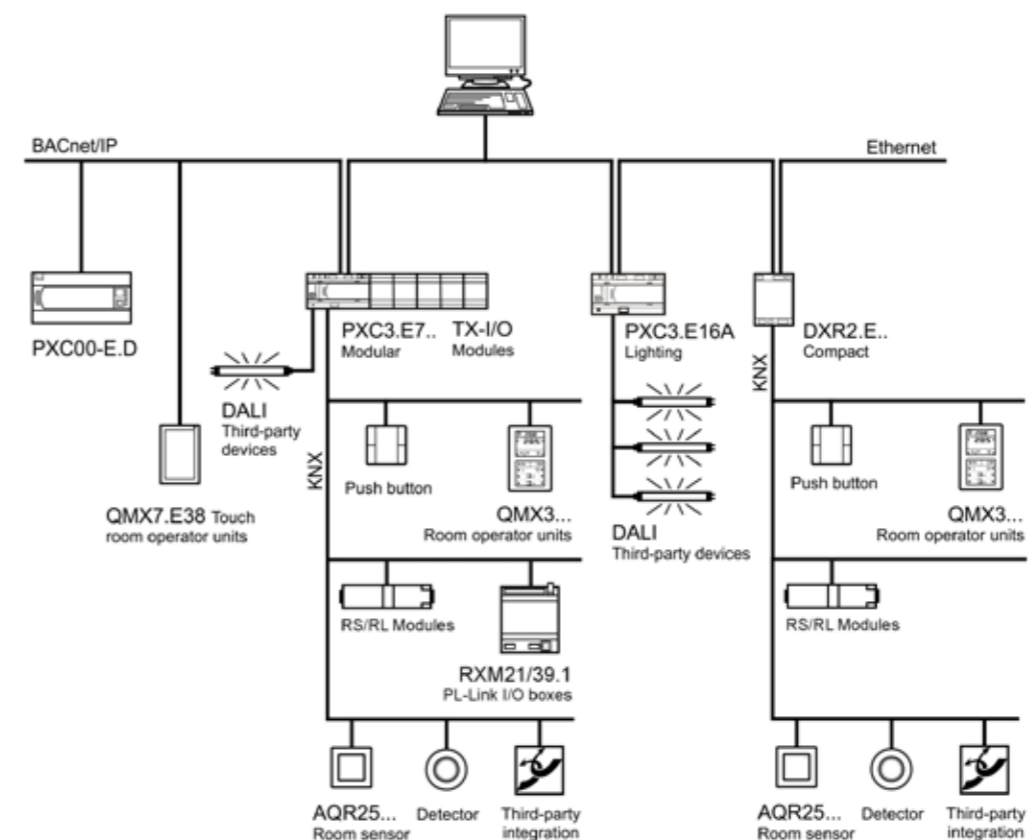 BACnet/IP
Ethernet
PXC00-E.D
PXC3.E7..
Modular
TX-I/O
Modules
PXC3.E16A
Lighting
DXR2.E..
Compact
DALI
Third-party
devices
KNX
KNX
Push button
QMX3...
Room operator units
QMX7.E38 Touch
room operator units
DALI
Third-party devices
Push button
QMX3...
Room operator units
RS/RL Modules
RXM21/39.1
PL-Link I/O boxes
RS/RL Modules
AQR25...
Room sensor
Detector
Third-party
integration
AQR25...
Room sensor
Detector
Third-party
integration